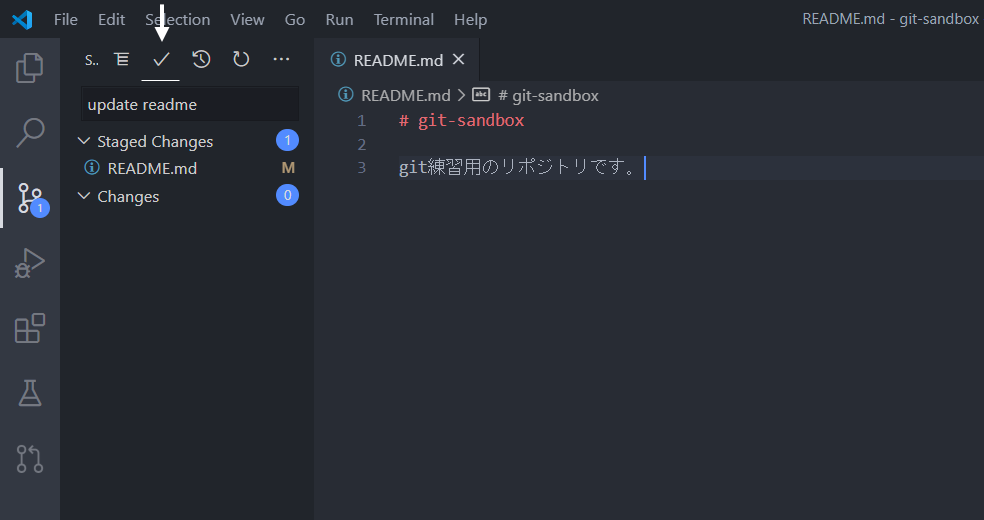 File Edit Selection View Go Run Terminal Help README.md - git-sandbox
S..
README.md
update readme
README.md > # git-sandbox
Staged Changes 1
README.md M
Changes 0
1
1 # git-sandbox
2
3 git練習用のリポジトリです。